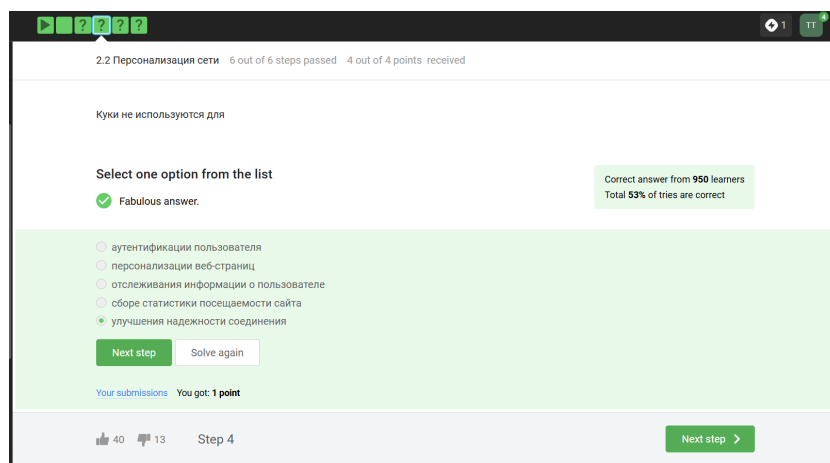 ? ? ? ?
1 TT 4
2.2 Персонализация сети 6 out of 6 steps passed 4 out of 4 points received
Куки не используются для
Select one option from the list
Fabulous answer.
Correct answer from 950 learners
Total 53% of tries are correct
аутентификации пользователя
персонализации веб-страниц
отслеживания информации о пользователе
сборе статистики посещаемости сайта
улучшения надежности соединения
Next step Solve again
Your submissions You got: 1 point
40 13 Step 4 Next step